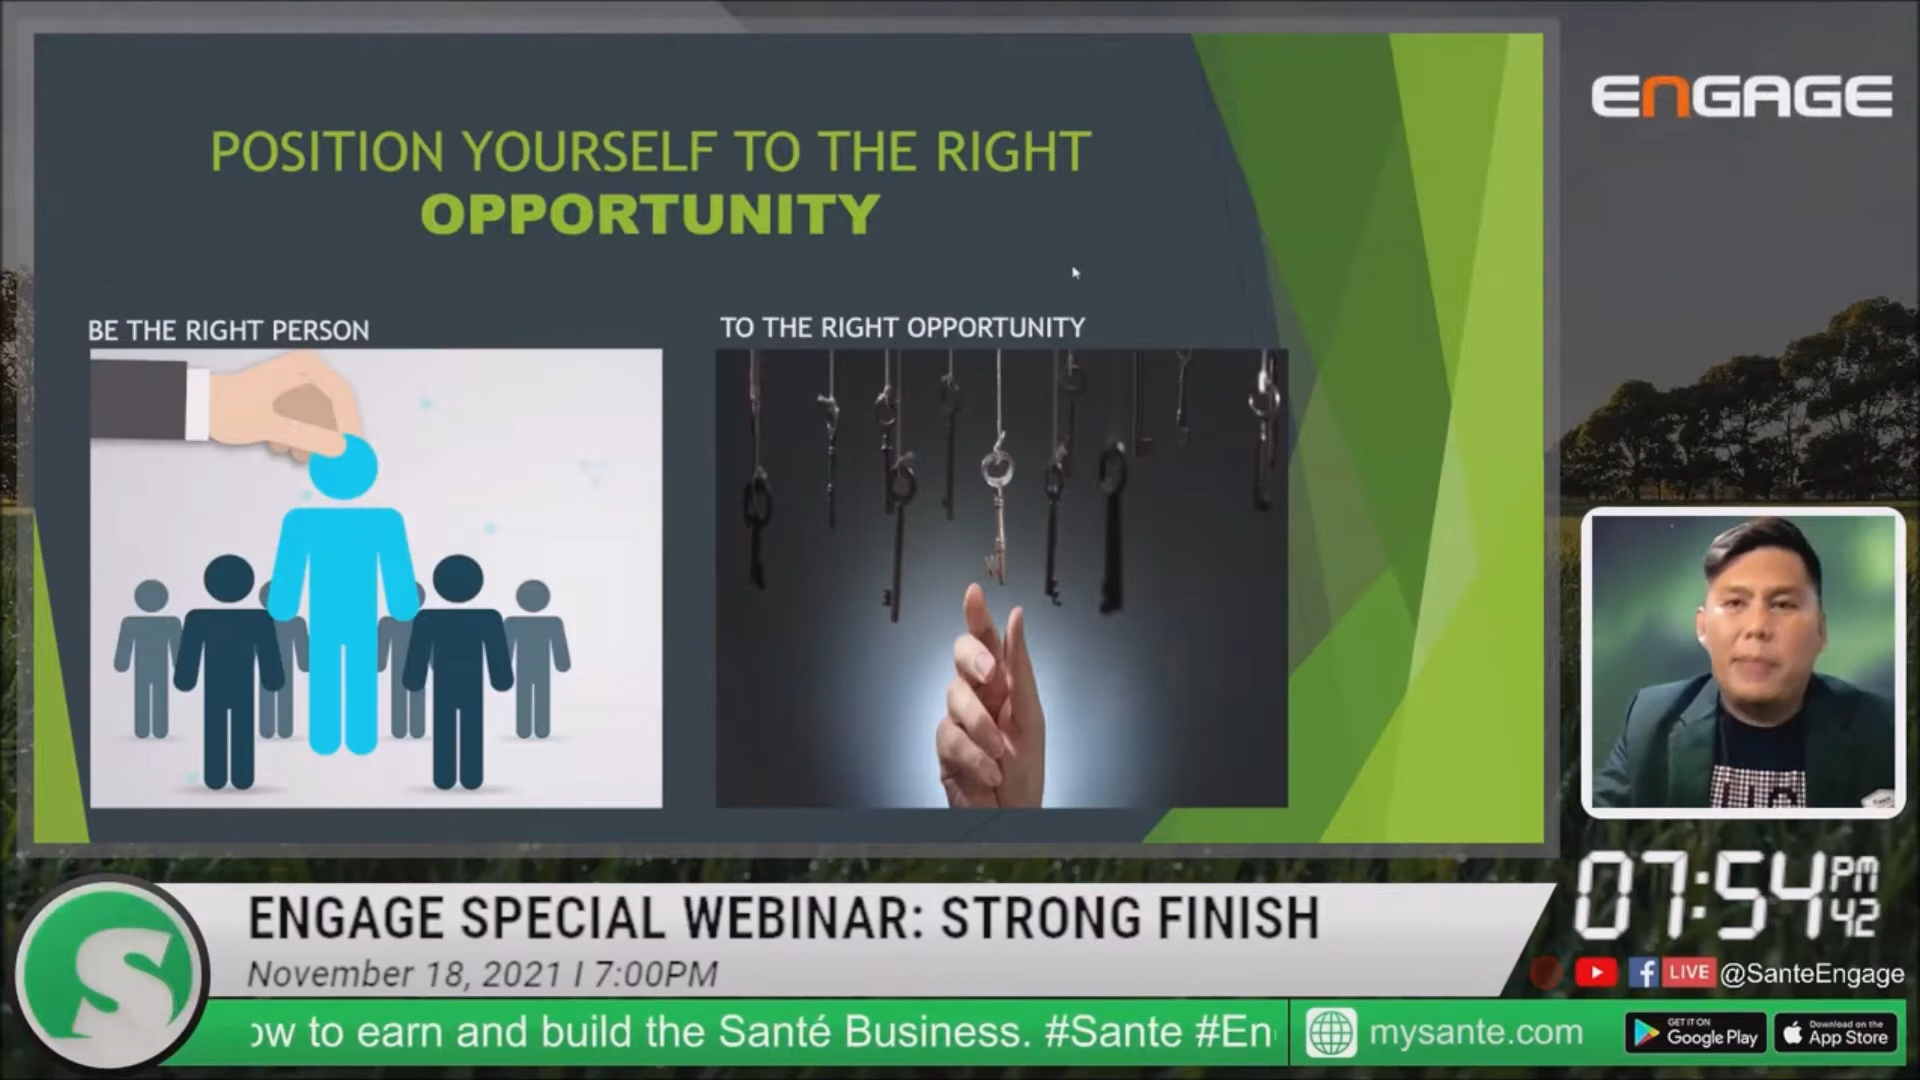 ENGAGE
POSITION YOURSELF TO THE RIGHT
OPPORTUNITY
BE THE RIGHT PERSON
TO THE RIGHT OPPORTUNITY
07:54 PM
42
ENGAGE SPECIAL WEBINAR: STRONG FINISH
November 18, 2021 I 7:00PM
LIVE @SanteEngage
ow to earn and build the Santé Business. #Sante #En
mysante.com
GET IT ON
Google Play
Download on the
App Store